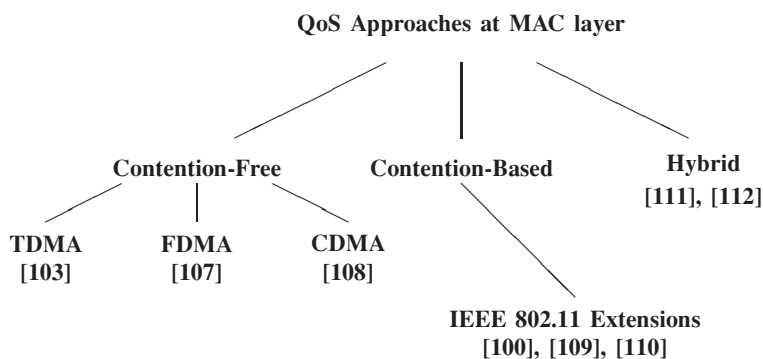 QoS Approaches at MAC layer
Contention-Free
Contention-Based
Hybrid
[111], [112]
TDMA
[103]
FDMA
[107]
CDMA
[108]
IEEE 802.11 Extensions
[100], [109], [110]